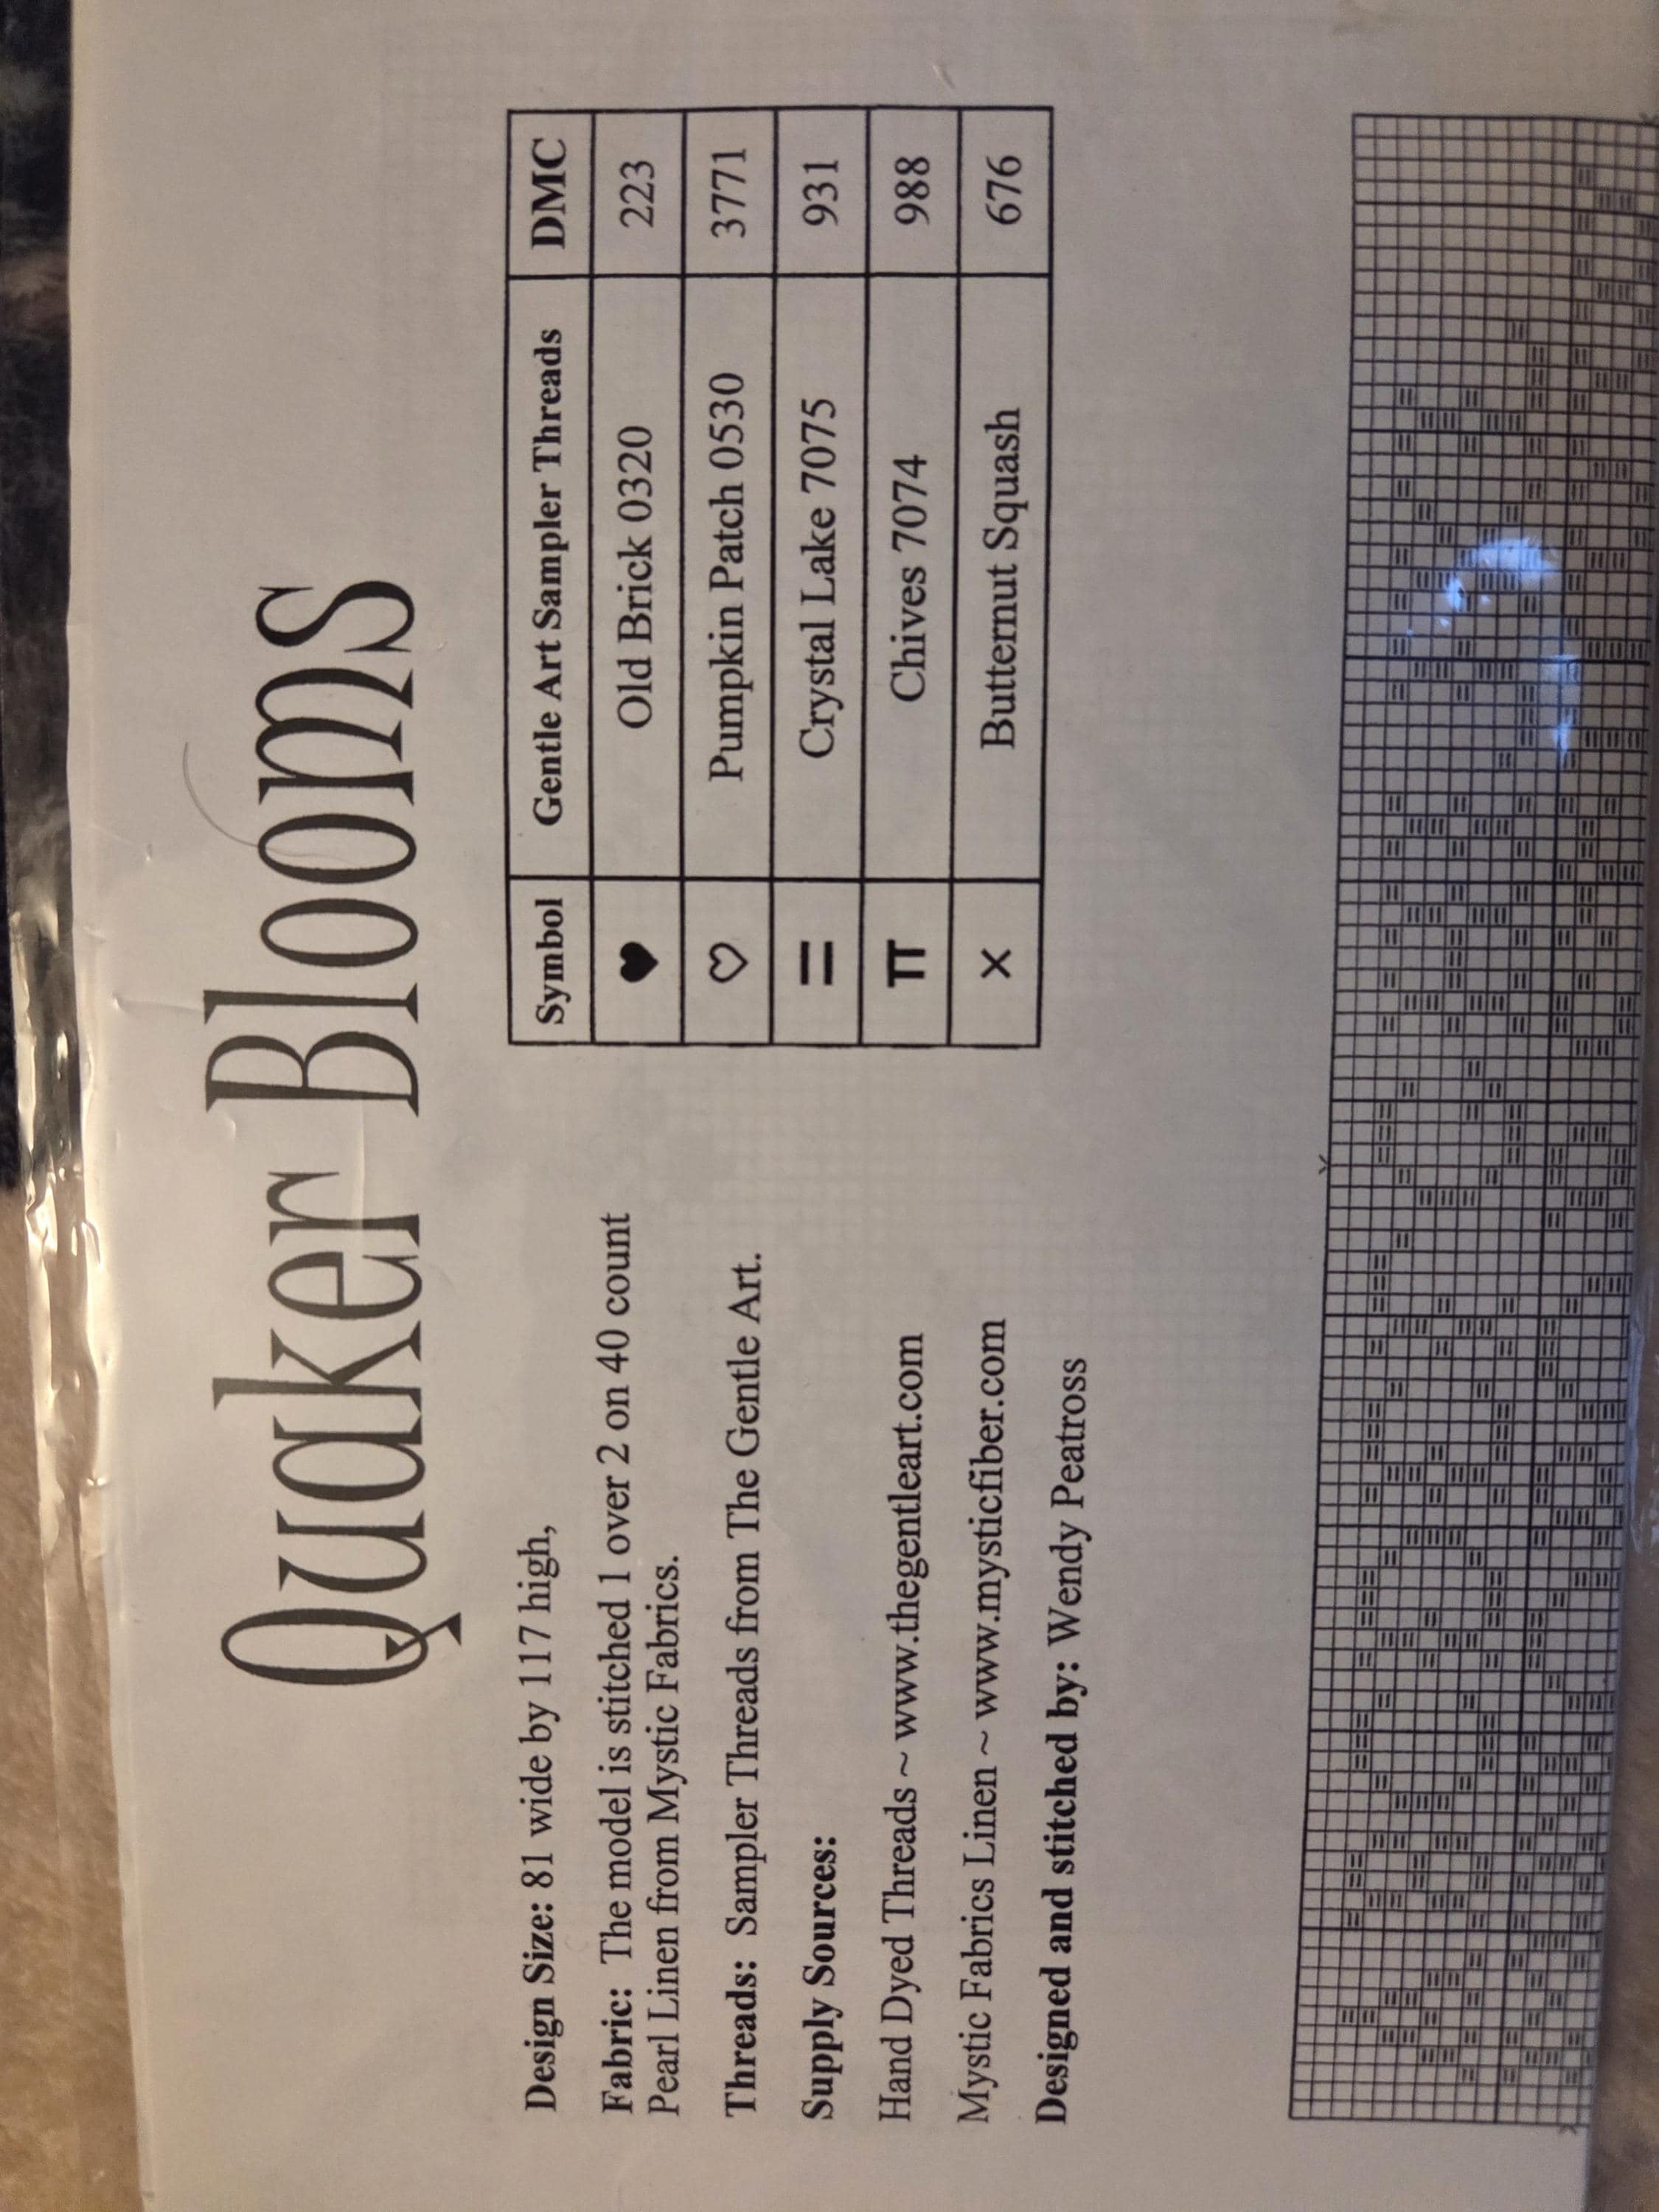 Quaker Blooms
Design Size: 81 wide by 117 high,
Fabric: The model is stitched 1 over 2 on 40 count
Pearl Linen from Mystic Fabrics.
Threads: Sampler Threads from The Gentle Art.
Supply Sources:
Hand Dyed Threads ~ www.thegentleart.com
Mystic Fabrics Linen ~ www.mysticfiber.com
Designed and stitched by: Wendy Peatross
Symbol Gentle Art Sampler Threads DMC
♥ Old Brick 0320 223
♡ Pumpkin Patch 0530 3771
= Crystal Lake 7075 931
π Chives 7074 988
× Butternut Squash 676